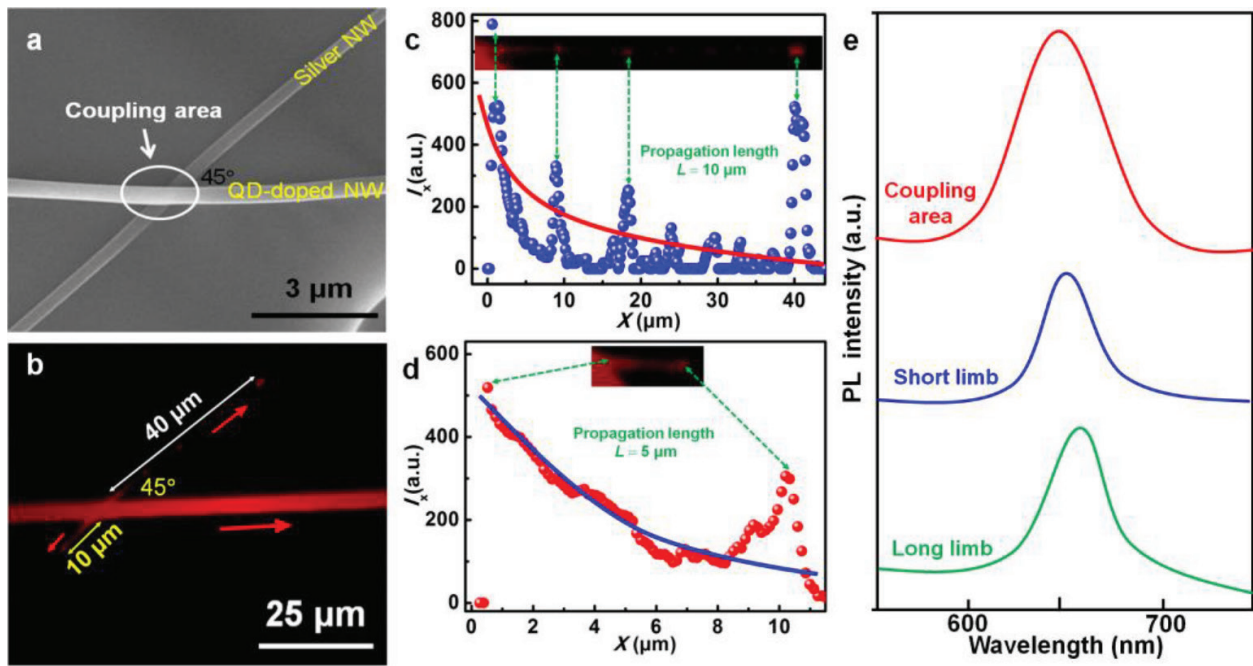 a
Silver NW
Coupling area
45°
QD-doped NW
3 μm
b
40 μm
45°
10 μm
25 μm
c
800
600
400
200
0
Ix(a.u.)
Propagation length
L = 10 μm
0 10 20 30 40
X (μm)
d
600
400
200
0
Ix(a.u.)
Propagation length
L = 5 μm
0 2 4 6 8 10
X (μm)
e
PL intensity (a.u.)
Coupling
area
Short limb
Long limb
600 700
Wavelength (nm)